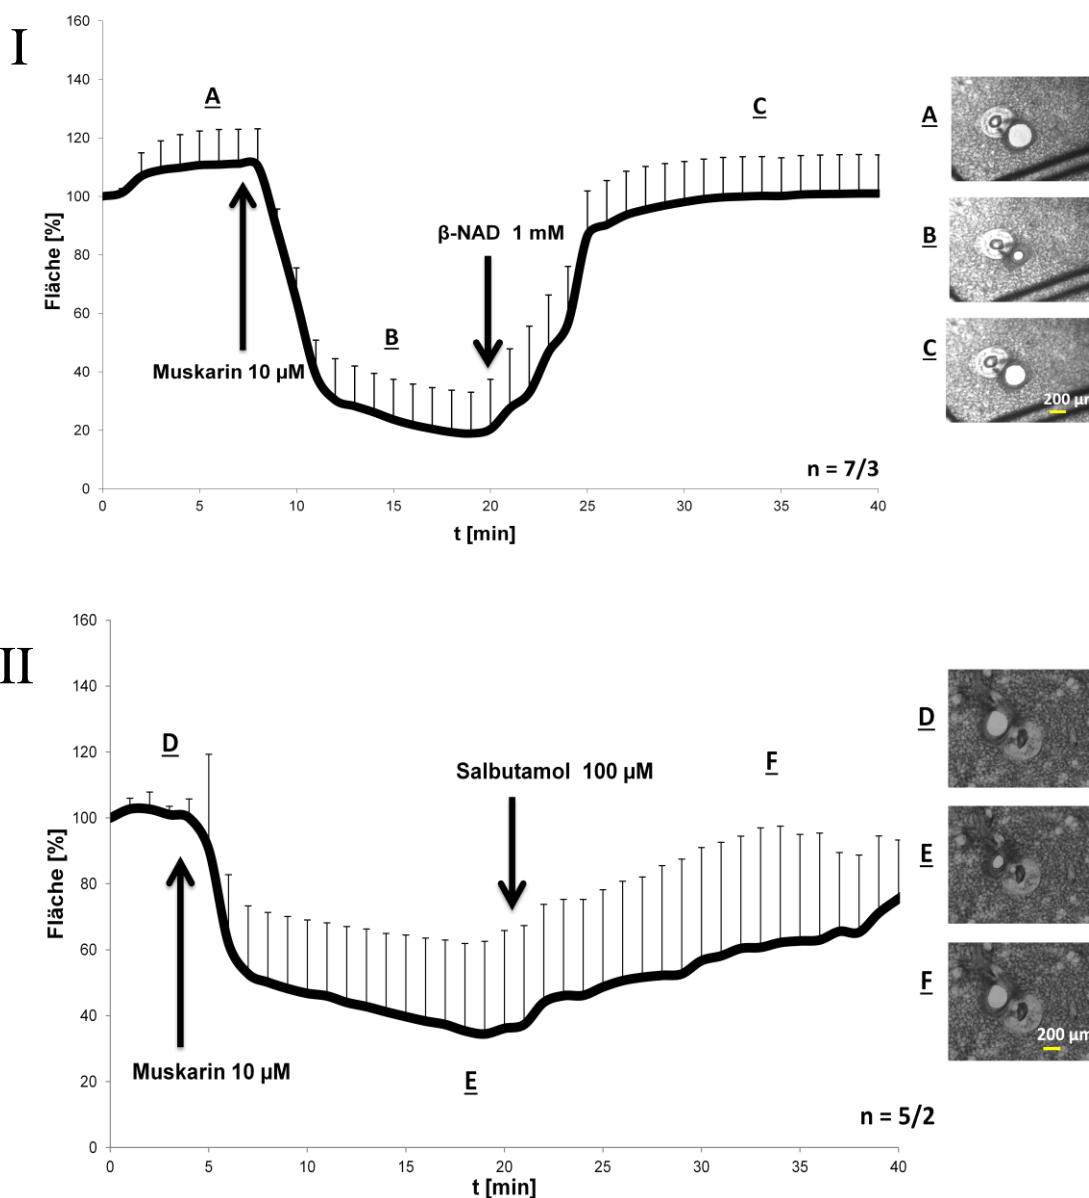 I
160
140
120
100
80
60
40
20
0
Fläche [%]
A
Muskarin 10 µM
B
β-NAD 1 mM
C
n = 7/3
0 5 10 15 20 25 30 35 40
t [min]
A
B
C
200 µm
II
160
140
120
100
80
60
40
20
0
Fläche [%]
D
Muskarin 10 µM
E
Salbutamol 100 µM
F
n = 5/2
0 5 10 15 20 25 30 35 40
t [min]
D
E
F
200 µm